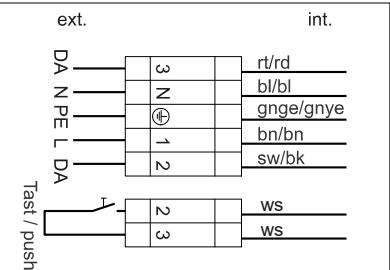 ext. int.
DA 3 rt/rd
N N bl/bl
PE gnge/gnye
L 1 bn/bn
DA 2 sw/bk
Tast / push
2 ws
3 ws